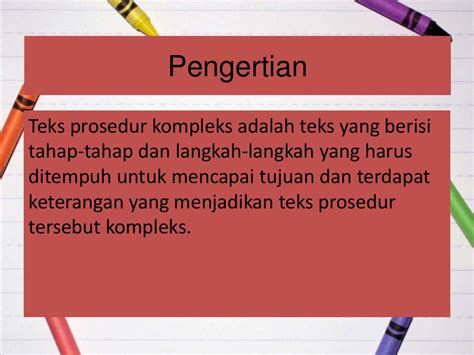 Pengertian
Teks prosedur kompleks adalah teks yang berisi
tahap-tahap dan langkah-langkah yang harus
ditempuh untuk mencapai tujuan dan terdapat
keterangan yang menjadikan teks prosedur
tersebut kompleks.